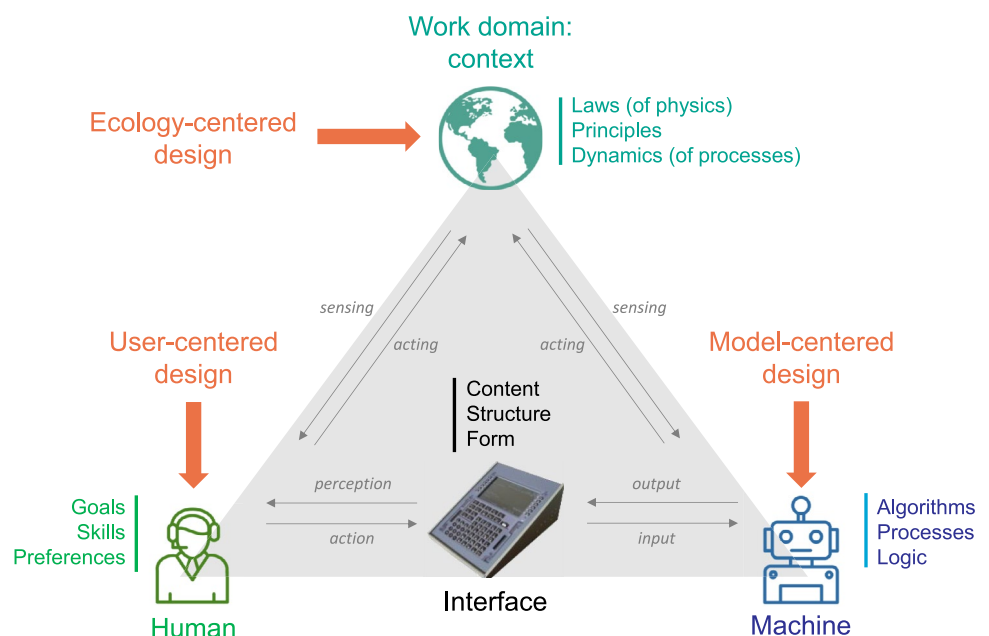 Work domain:
context
Laws (of physics)
Principles
Dynamics (of processes)
Ecology-centered
design
sensing
acting
sensing
acting
User-centered
design
Model-centered
design
Content
Structure
Form
Goals
Skills
Preferences
perception
action
output
input
Algorithms
Processes
Logic
Interface
Human
Machine